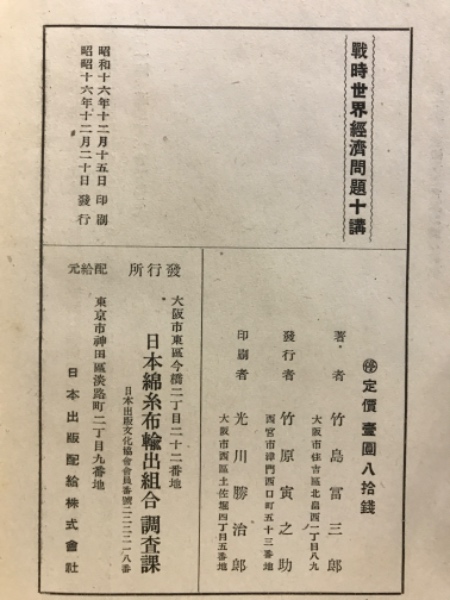 戰時世界經濟問題十講
昭和十六年十二月十五日 印刷
昭昭十六年十二月二十日 發行
㊕定價壹圓八拾錢
著者 竹島富三郎
大阪市住吉區北畠西一丁目八九
發行者 竹原寅之助
西宮市津門西口町五十三番地
印刷者 光川勝治郎
大阪市西區土佐堀四丁目五番地
發行所
大阪市東區今橋二丁目二十二番地
日本綿糸布輸出組合 調査課
日本出版文化協會會員番號二二二二一八番
配給元
東京市神田區淡路町二丁目九番地
日本出版配給株式會社